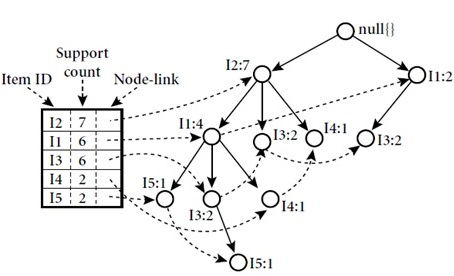 null{}
Support
count
Item ID
Node-link
I2:7
I1:2
I2 7
I1 6
I3 6
I4 2
I5 2
I1:4
I3:2
I4:1
I3:2
I5:1
I3:2
I4:1
I5:1